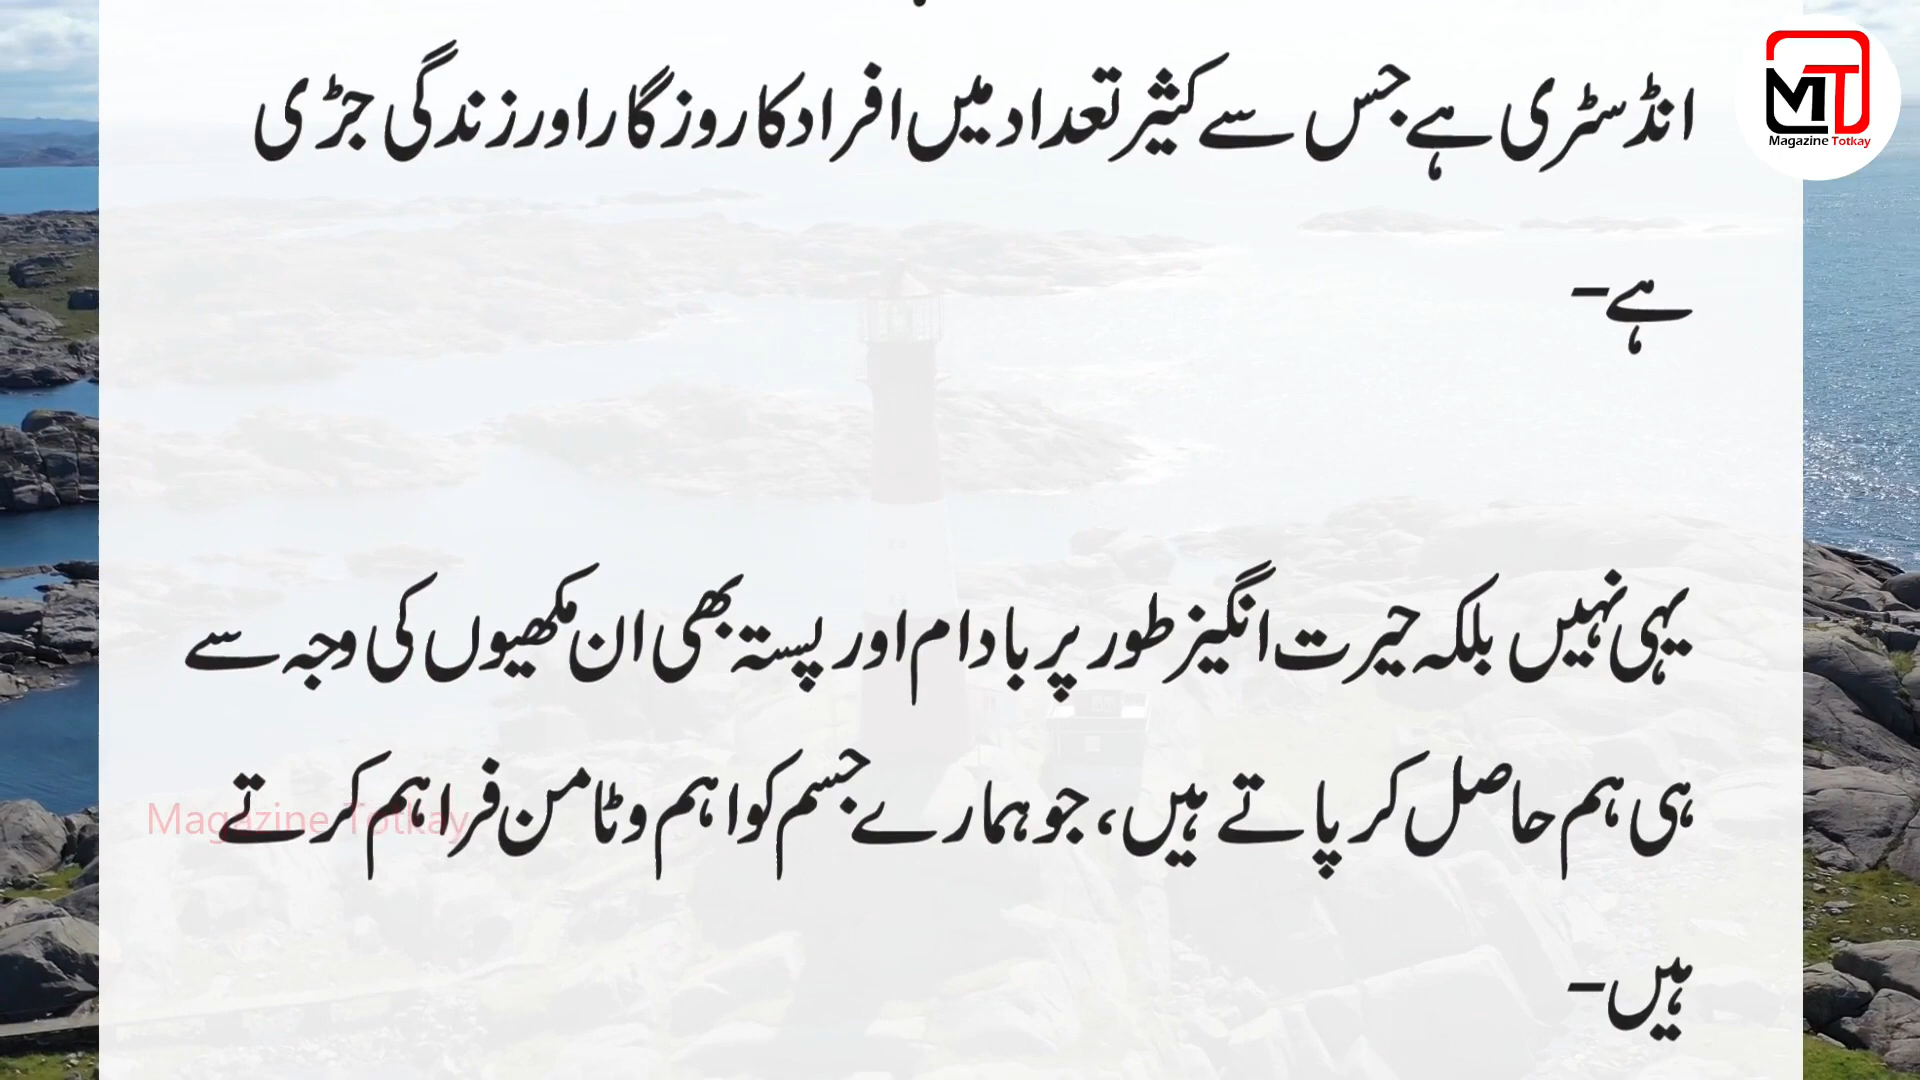 انڈسٹری ہے جس سے کثیر تعداد میں افراد کا روزگار اور زندگی جڑی
ہے-
یہی نہیں بلکہ حیرت انگیز طور پر بادام اور پستہ بھی ان مکھیوں کی وجہ سے
ہی ہم حاصل کر پاتے ہیں، جو ہمارے جسم کو اہم وٹامن فراہم کرتے
ہیں-
MT
Magazine Totkay
Magazine Totkay